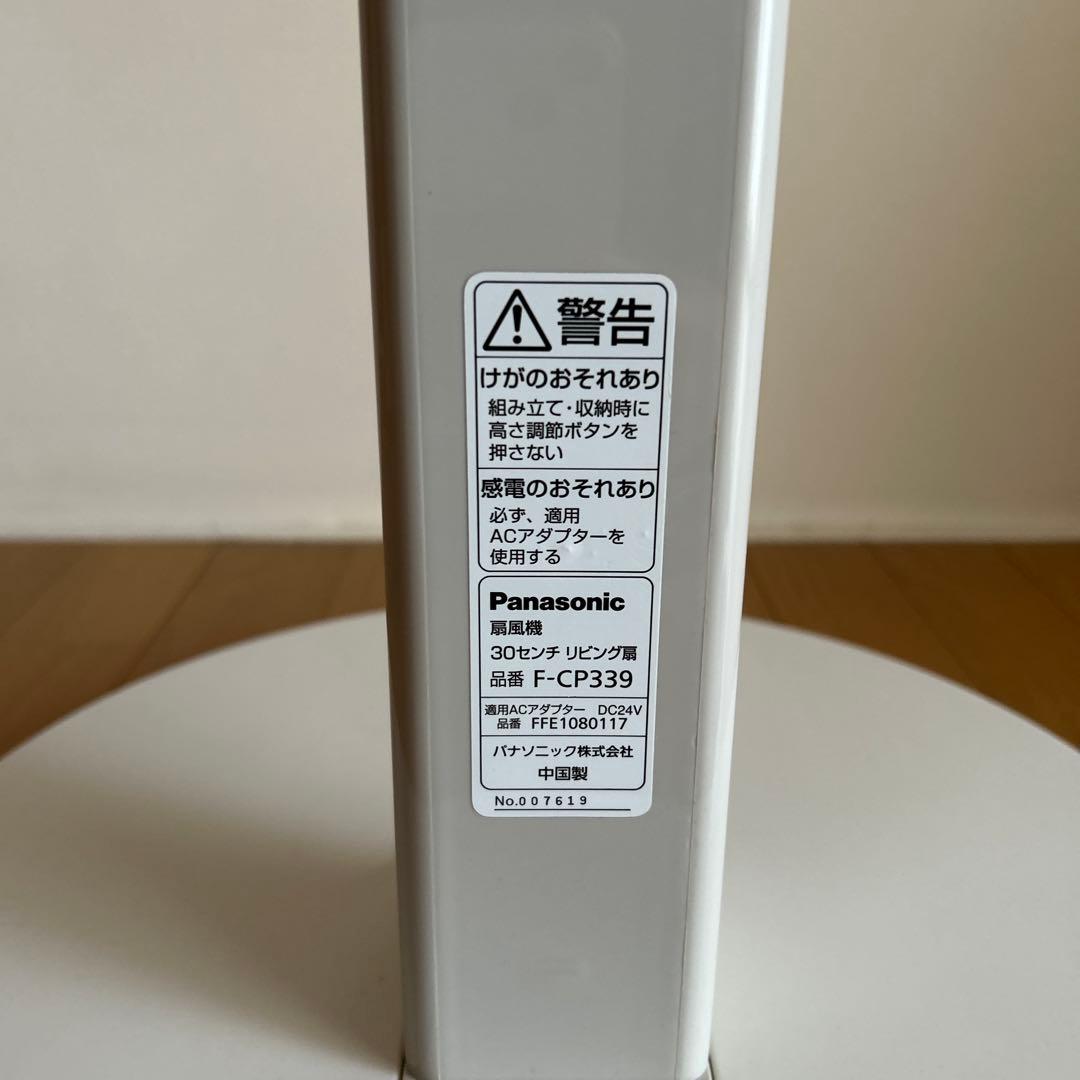 警告
けがのおそれあり
組み立て・収納時に
高さ調節ボタンを
押さない
感電のおそれあり
必ず、適用
ACアダプターを
使用する
Panasonic
扇風機
30センチ リビング扇
品番 F-CP339
適用ACアダプター DC24V
品番 FFE1080117
パナソニック株式会社
中国製
No.007619